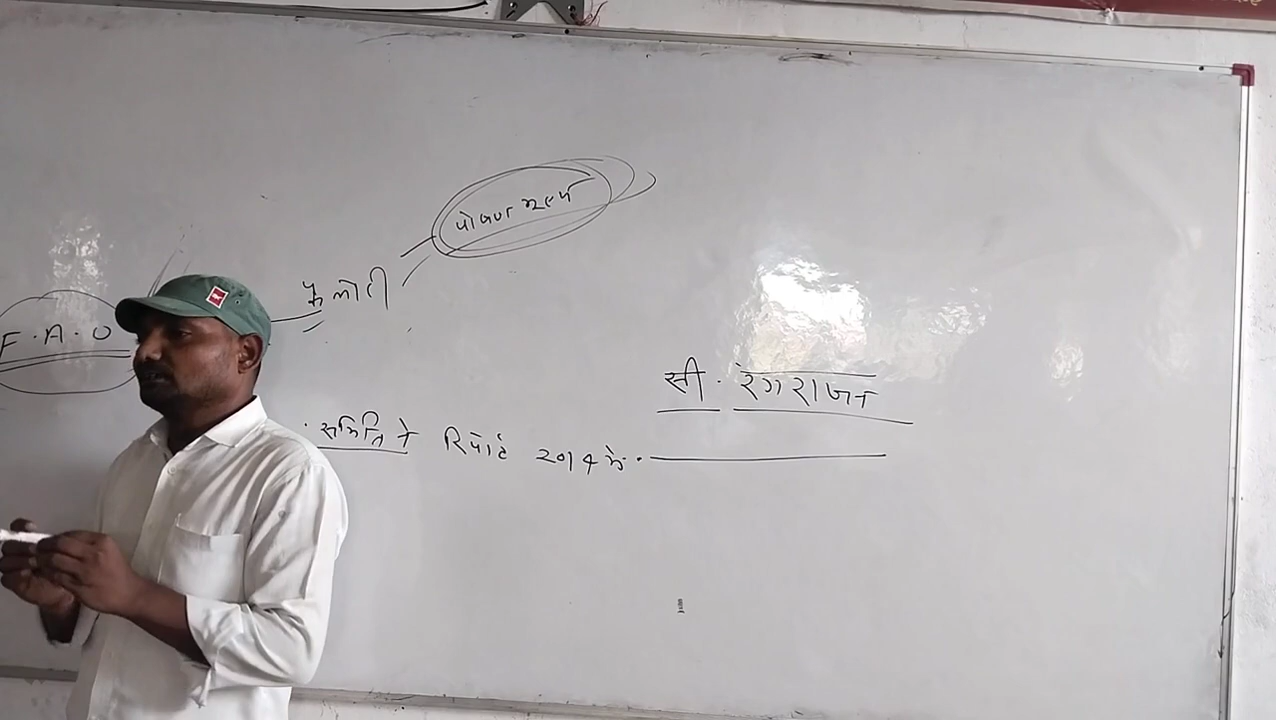 पोषण मूल्य
F.A.O
कैलोरी
सी. रंगराजन
समिति ने रिपोर्ट 2014 में.